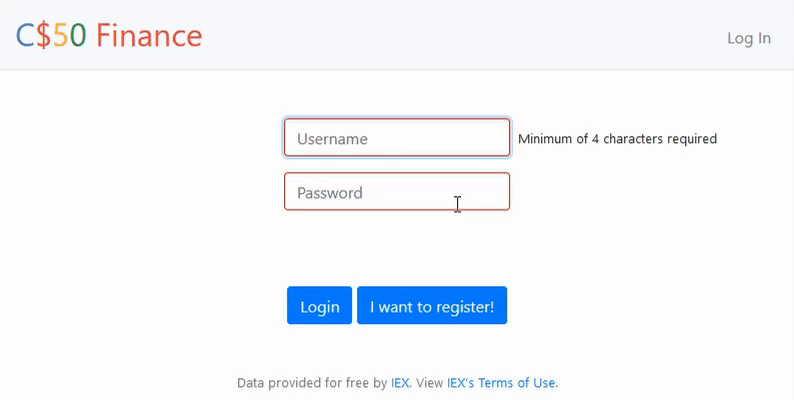 C$50 Finance
Log In
Username
Minimum of 4 characters required
Password
Login
I want to register!
Data provided for free by IEX. View IEX's Terms of Use.